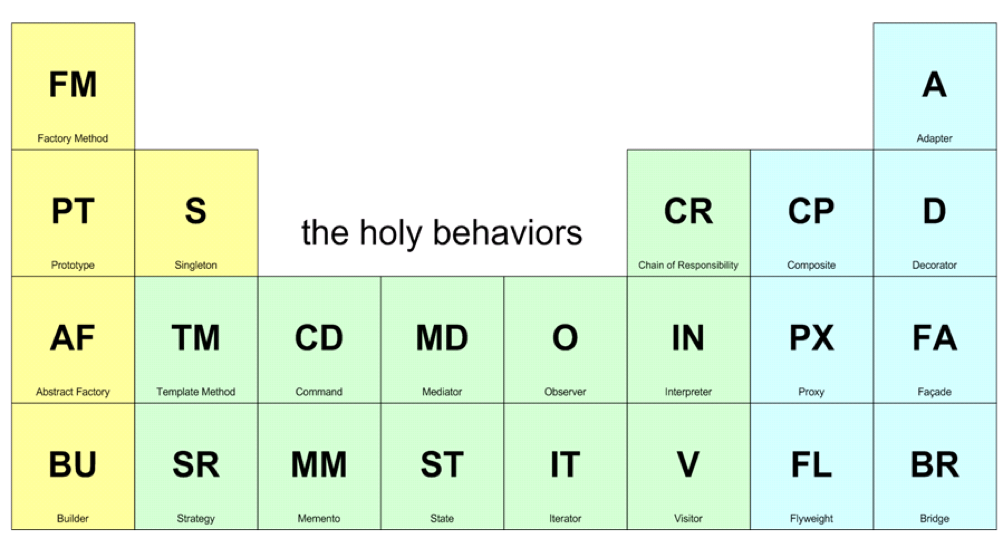 FM
Factory Method
A
Adapter
PT
Prototype
S
Singleton
the holy behaviors
CR
Chain of Responsibility
CP
Composite
D
Decorator
AF
Abstract Factory
TM
Template Method
CD
Command
MD
Mediator
O
Observer
IN
Interpreter
PX
Proxy
FA
Façade
BU
Builder
SR
Strategy
MM
Memento
ST
State
IT
Iterator
V
Visitor
FL
Flyweight
BR
Bridge